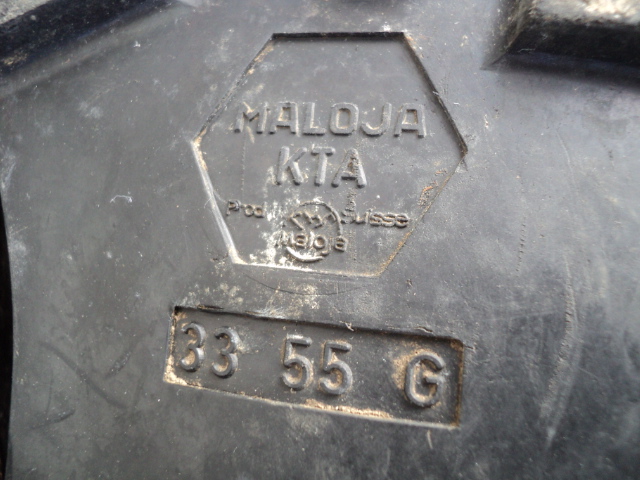 MALOJA
KTA
Prod. Suisse
Maloja
33 55 G